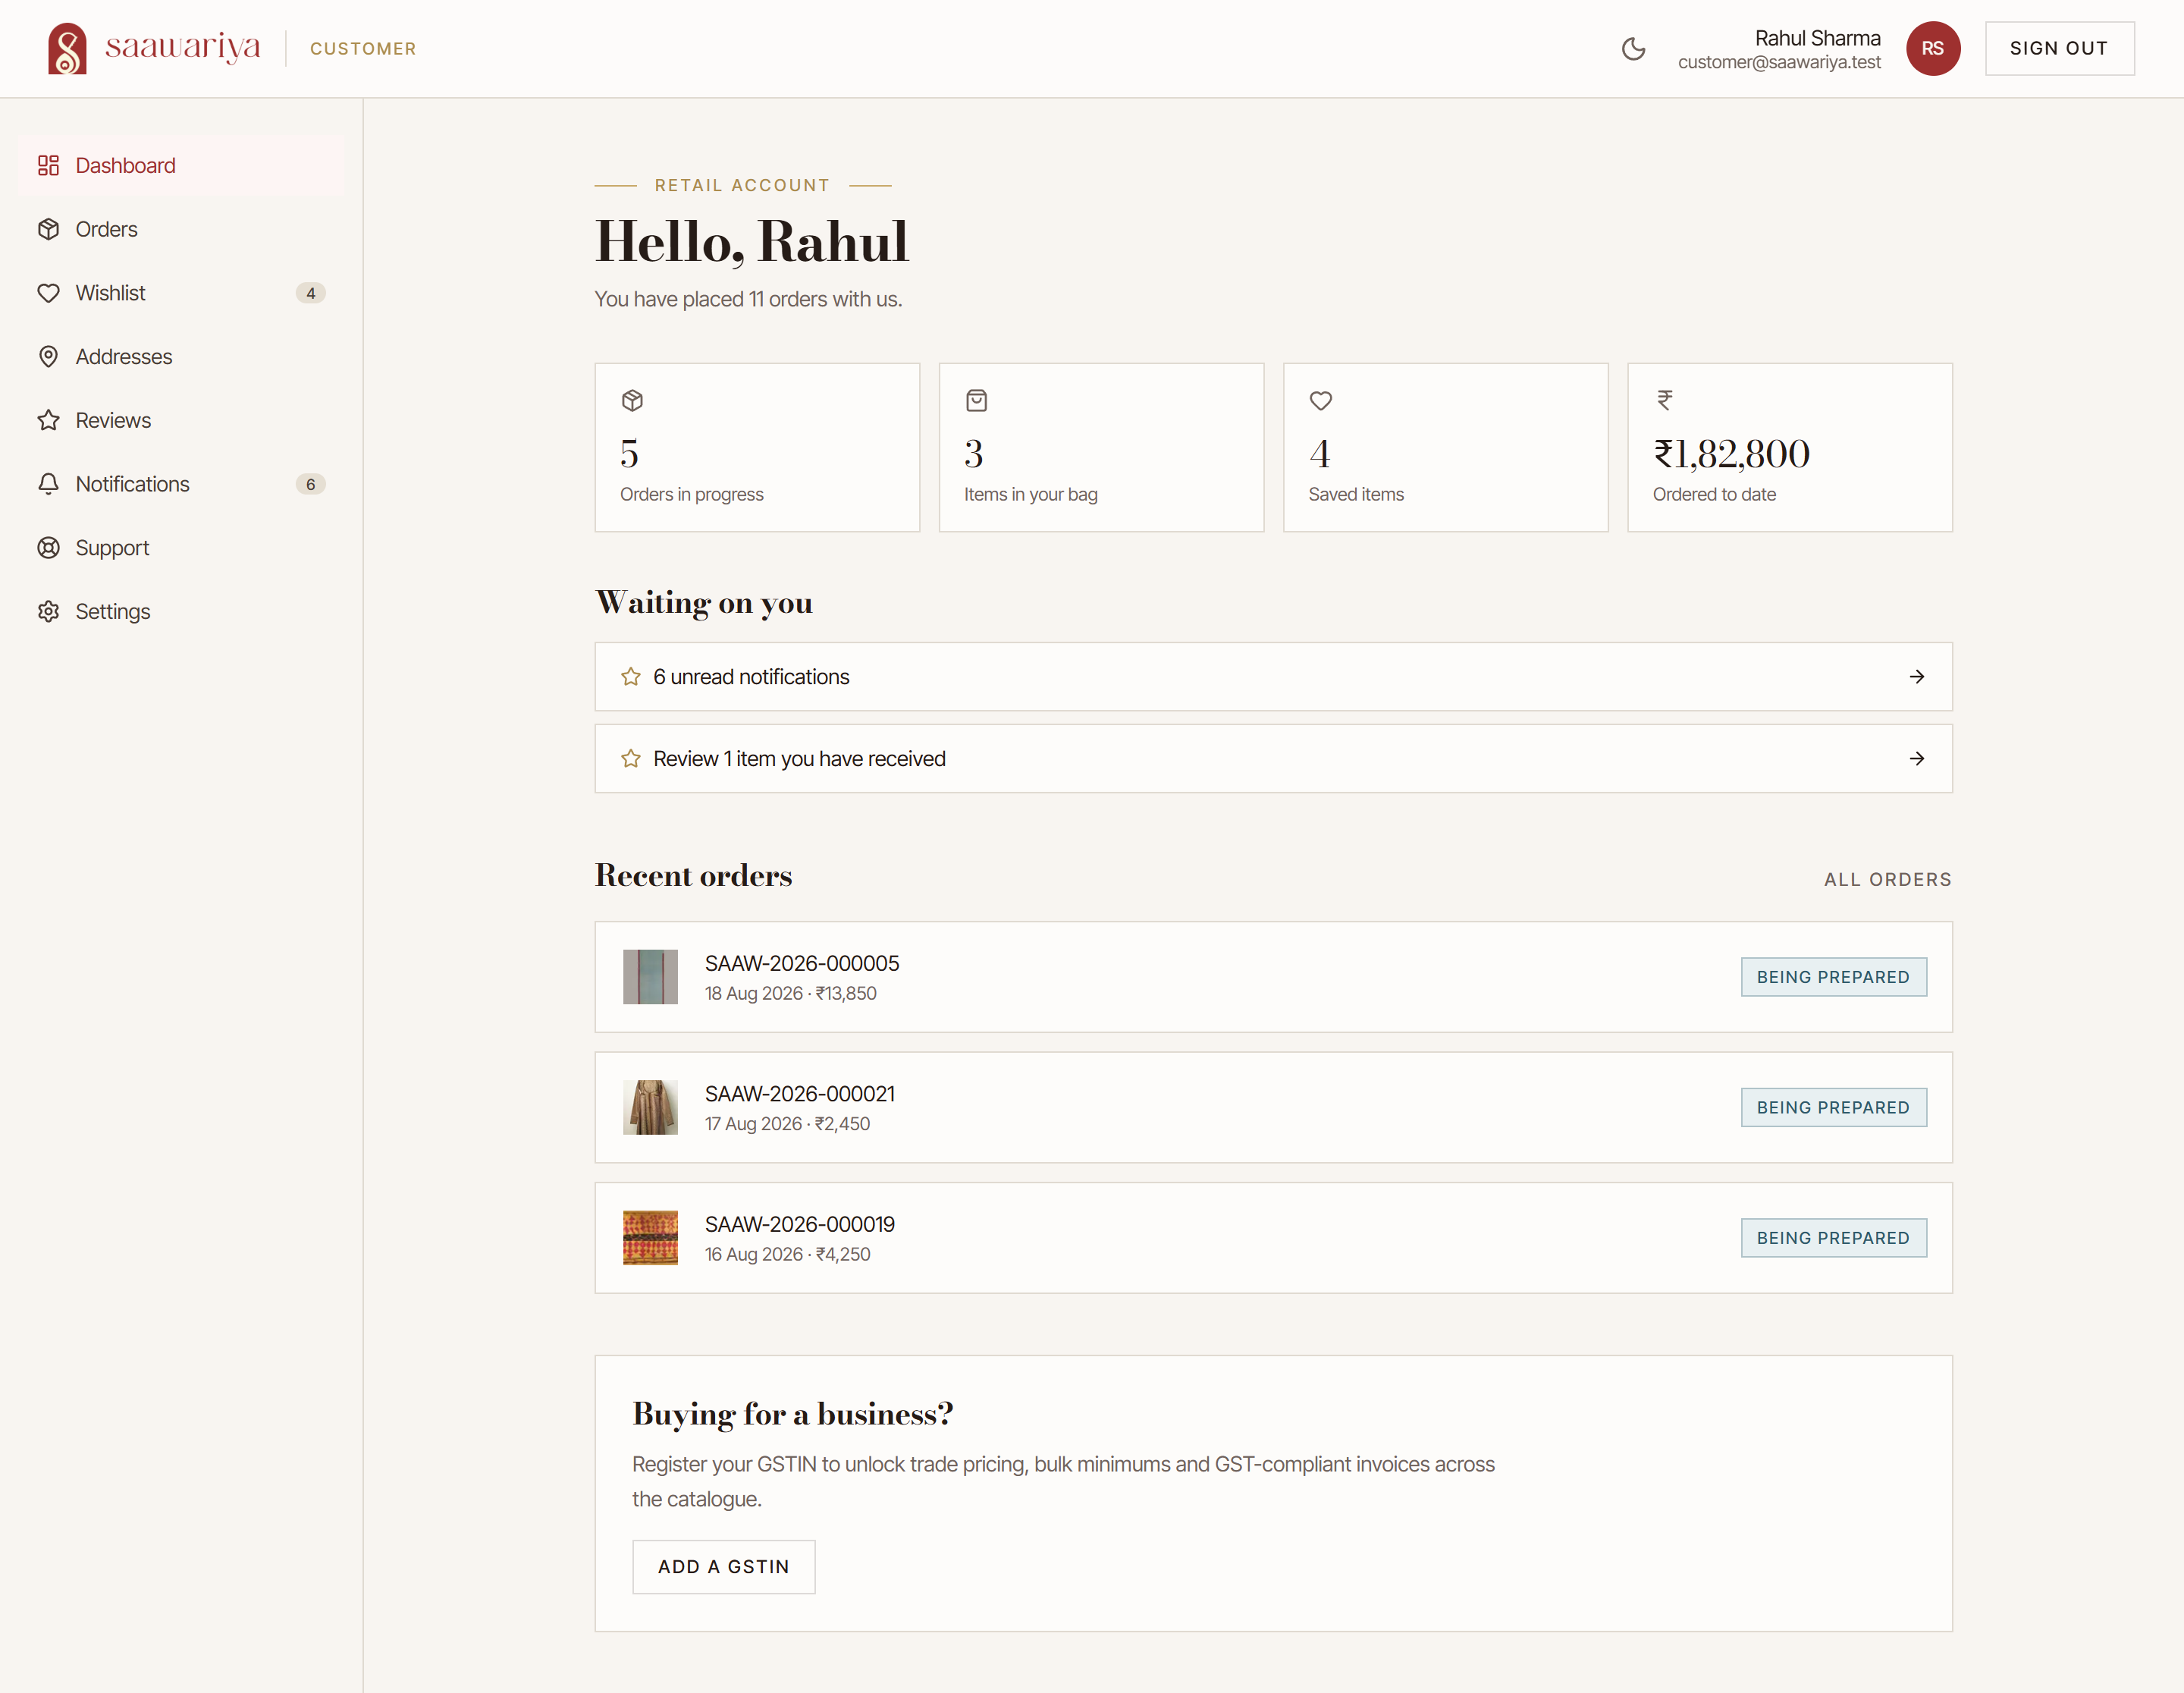 saawariya
CUSTOMER
Rahul Sharma
customer@saawariya.test
RS
SIGN OUT
Dashboard
Orders
Wishlist 4
Addresses
Reviews
Notifications 6
Support
Settings
RETAIL ACCOUNT
Hello, Rahul
You have placed 11 orders with us.
5
Orders in progress
3
Items in your bag
4
Saved items
₹
₹1,82,800
Ordered to date
Waiting on you
6 unread notifications
Review 1 item you have received
Recent orders
ALL ORDERS
SAAW-2026-000005
18 Aug 2026 · ₹13,850
BEING PREPARED
SAAW-2026-000021
17 Aug 2026 · ₹2,450
BEING PREPARED
SAAW-2026-000019
16 Aug 2026 · ₹4,250
BEING PREPARED
Buying for a business?
Register your GSTIN to unlock trade pricing, bulk minimums and GST-compliant invoices across
the catalogue.
ADD A GSTIN